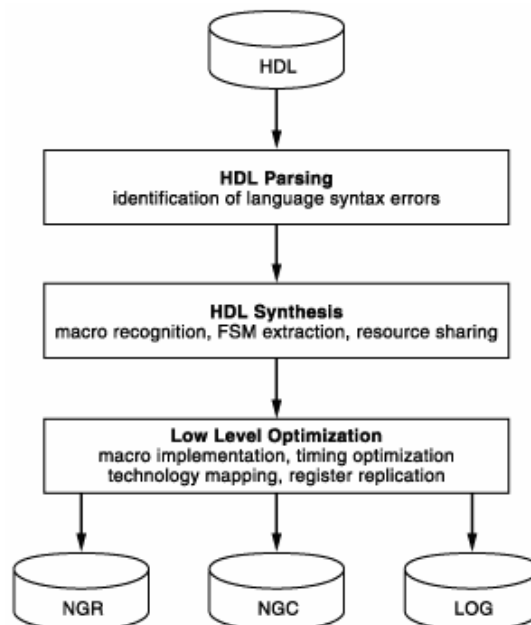 HDL
HDL Parsing
identification of language syntax errors
HDL Synthesis
macro recognition, FSM extraction, resource sharing
Low Level Optimization
macro implementation, timing optimization
technology mapping, register replication
NGR
NGC
LOG